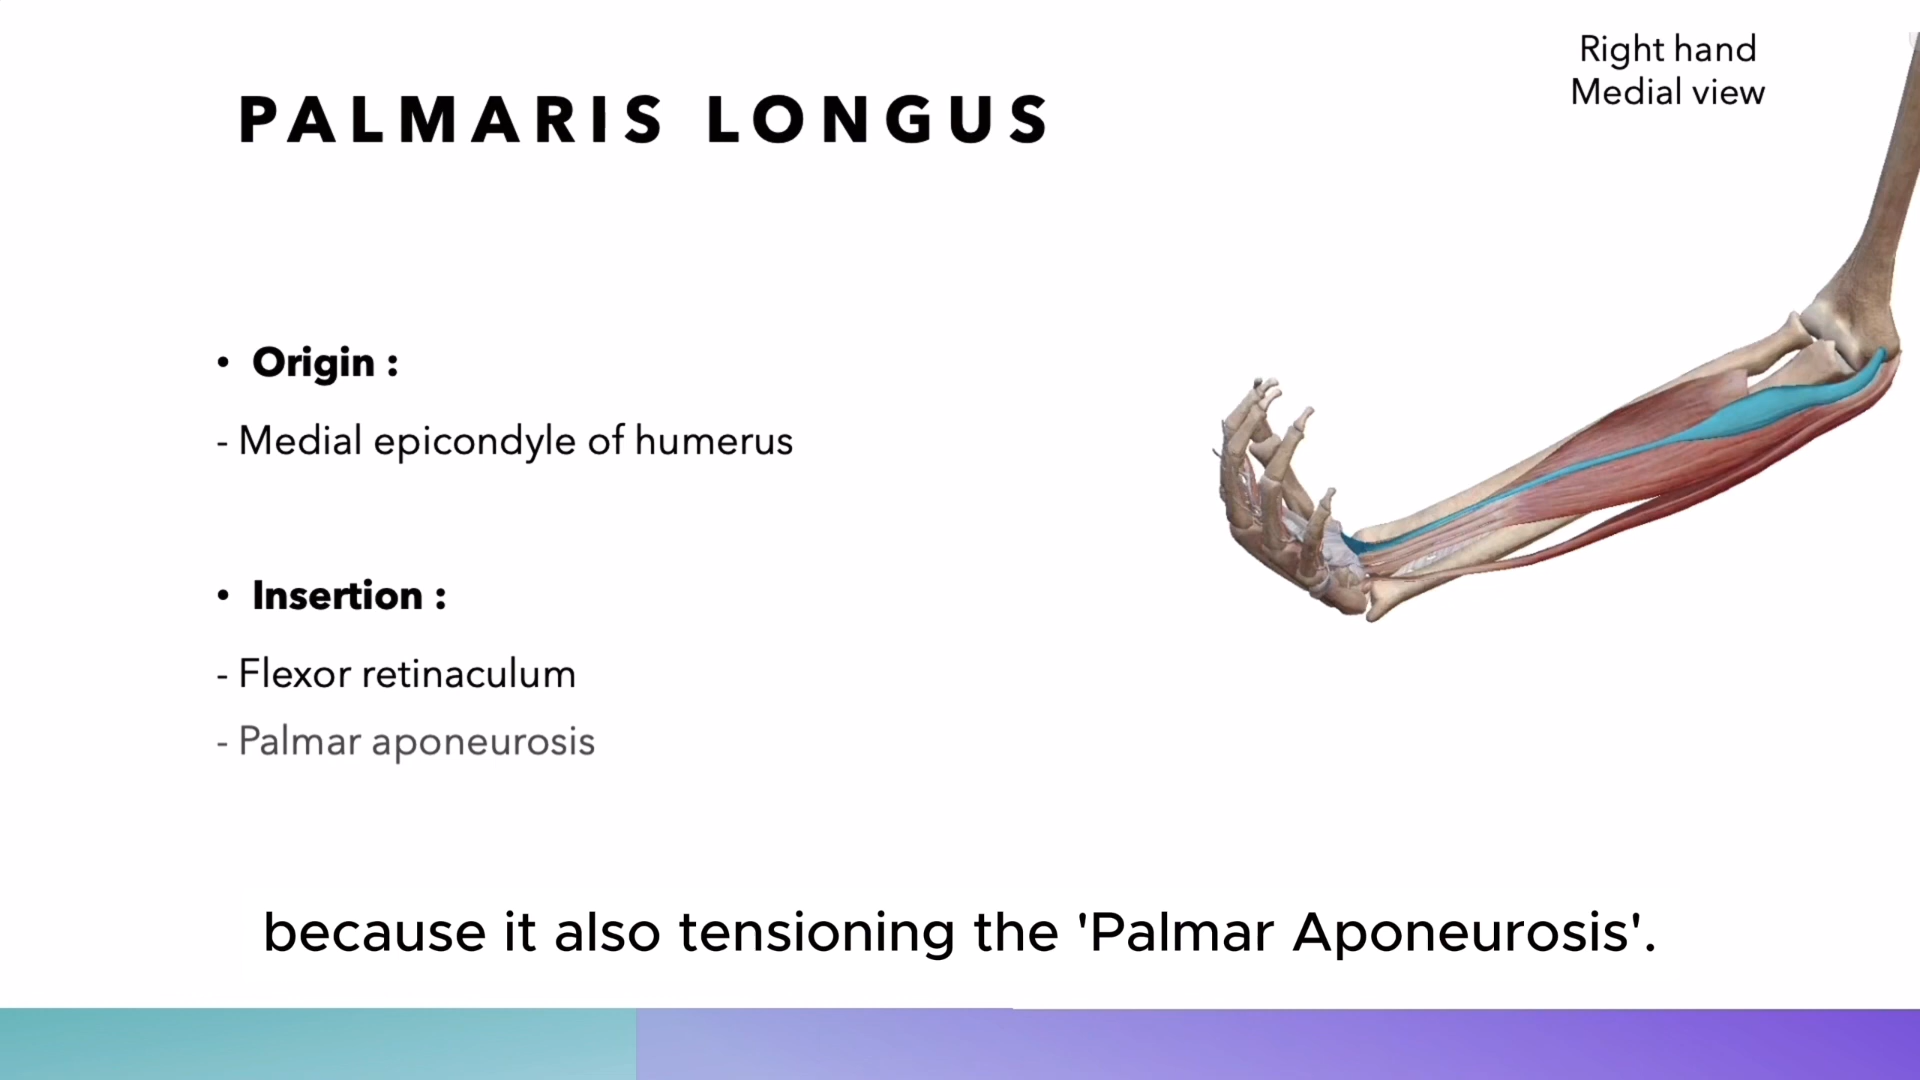 Right hand
Medial view
PALMARIS LONGUS
• Origin :
- Medial epicondyle of humerus
• Insertion :
- Flexor retinaculum
- Palmar aponeurosis
because it also tensioning the 'Palmar Aponeurosis'.